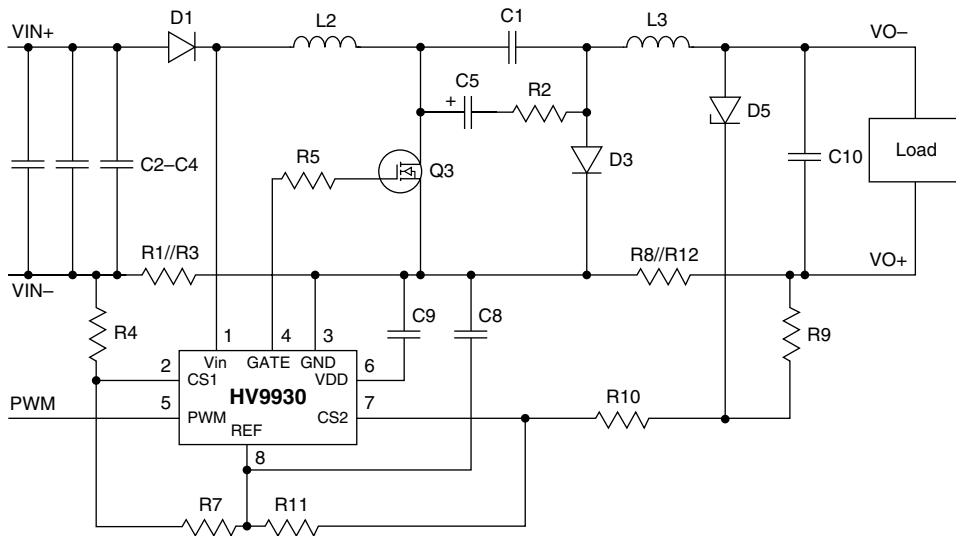 VIN+
D1
L2
C1
L3
VO–
C5
+
R2
D5
C2–C4
R5
Q3
D3
C10
Load
R1//R3
R8//R12
VO+
VIN–
R4
1
4
3
C9
C8
R9
2
Vin
GATE
GND
6
CS1
VDD
HV9930
PWM
5
PWM
CS2
7
R10
REF
8
R7
R11